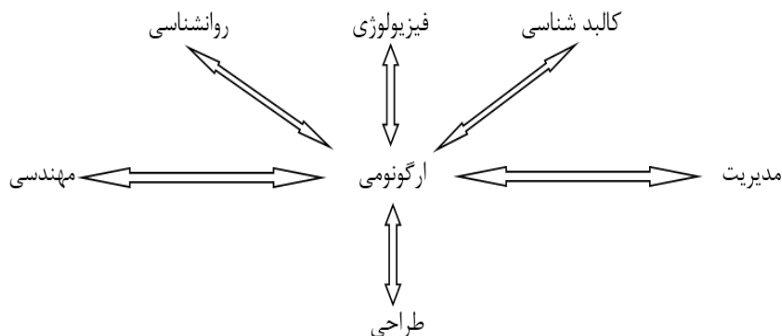 کالبد شناسی
فیزیولوژی
روانشناسی
مدیریت
ارگونومی
مهندسی
طراحی